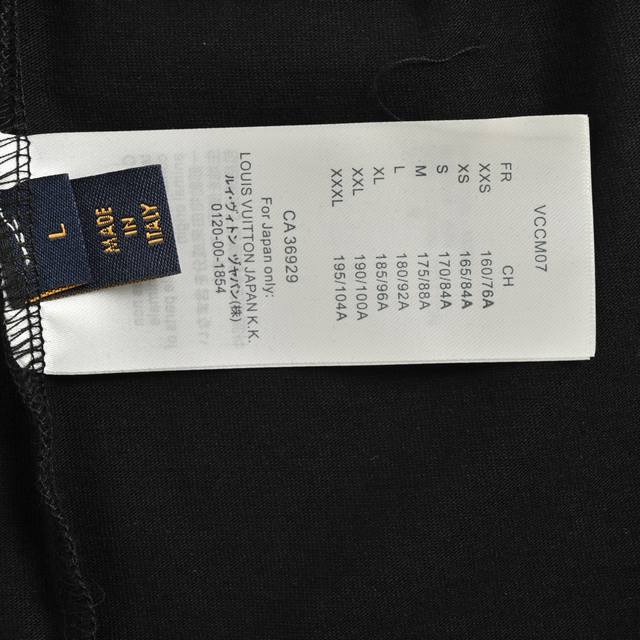 VCCM07
FR CH
XXS 160/76A
XS 165/84A
S 170/84A
M 175/88A
L 180/92A
XL 185/96A
XXL 190/100A
XXXL 195/104A
CA 36929
For Japan only:
LOUIS VUITTON JAPAN K.K.
ルイ・ヴィトン ジャパン(株)
0120-00-1854
MADE
IN
ITALY
L